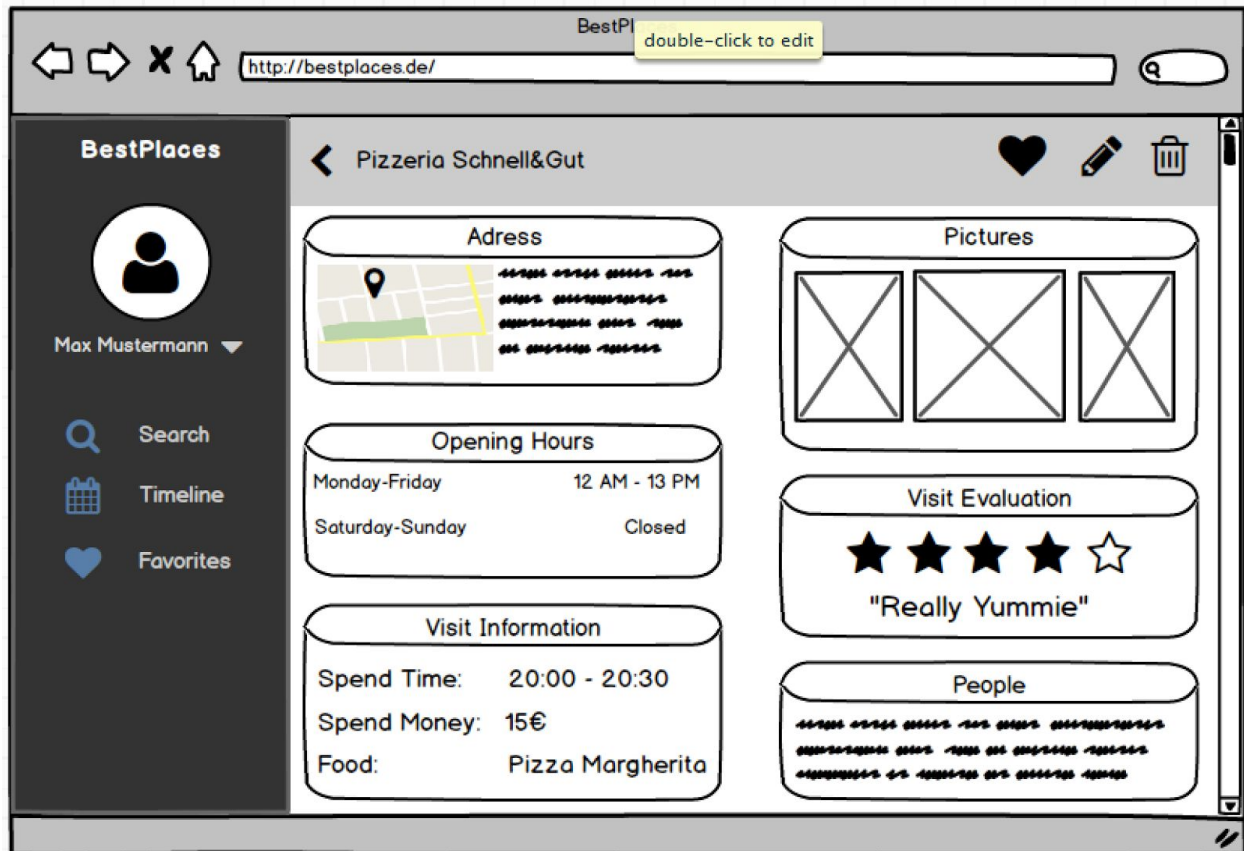 BestPl
double-click to edit
http://bestplaces.de/
BestPlaces
Max Mustermann
Search
Timeline
Favorites
Pizzeria Schnell&Gut
Adress
Opening Hours
Monday-Friday 12 AM - 13 PM
Saturday-Sunday Closed
Visit Information
Spend Time: 20:00 - 20:30
Spend Money: 15€
Food: Pizza Margherita
Pictures
Visit Evaluation
"Really Yummie"
People